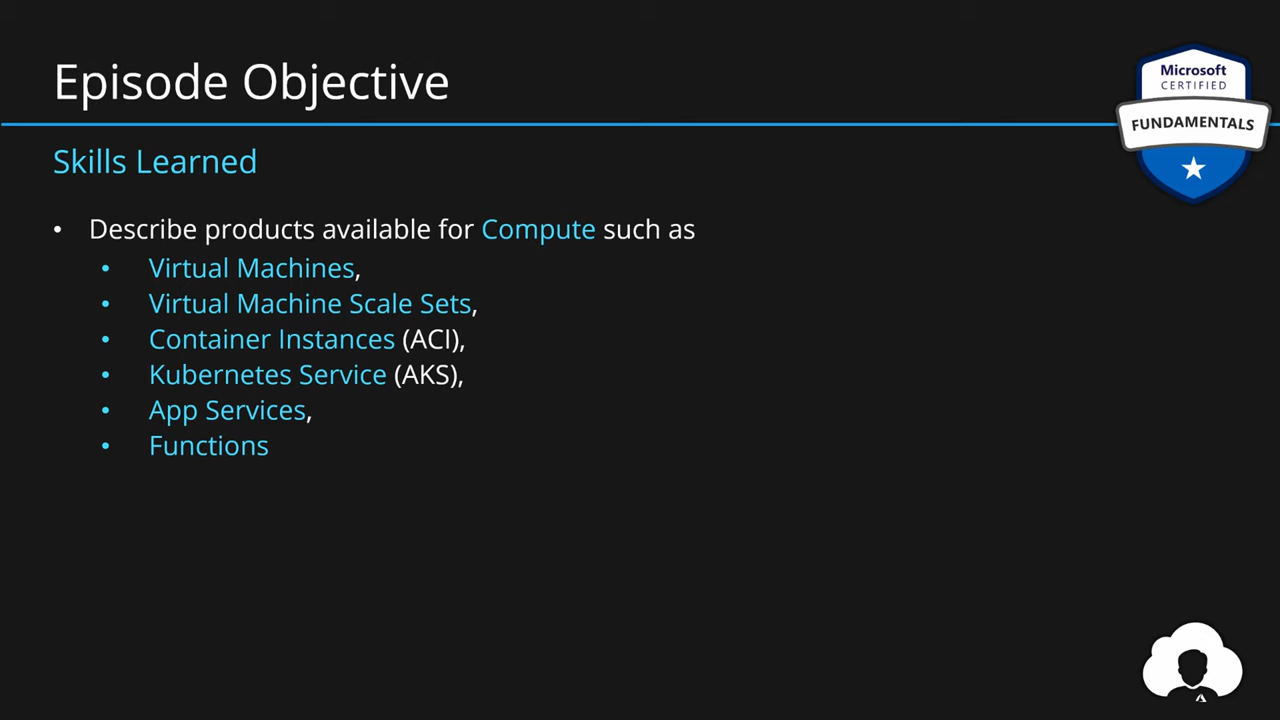 Episode Objective
Microsoft
CERTIFIED
FUNDAMENTALS
Skills Learned
• Describe products available for Compute such as
• Virtual Machines,
• Virtual Machine Scale Sets,
• Container Instances (ACI),
• Kubernetes Service (AKS),
• App Services,
• Functions